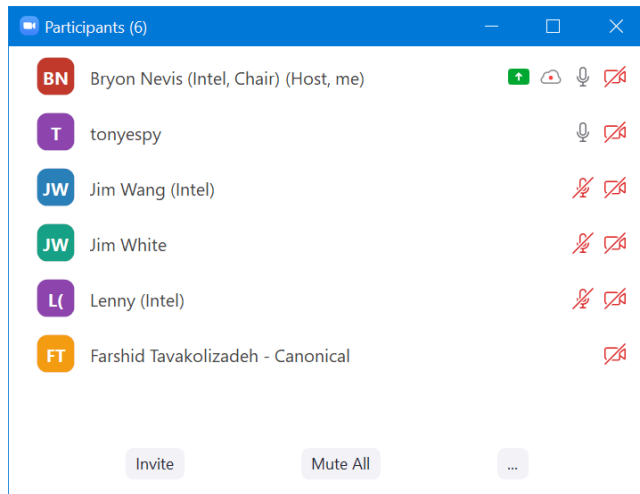 Participants (6)
BN Bryon Nevis (Intel, Chair) (Host, me)
T tonyespy
JW Jim Wang (Intel)
JW Jim White
L( Lenny (Intel)
FT Farshid Tavakolizadeh - Canonical
Invite Mute All ...